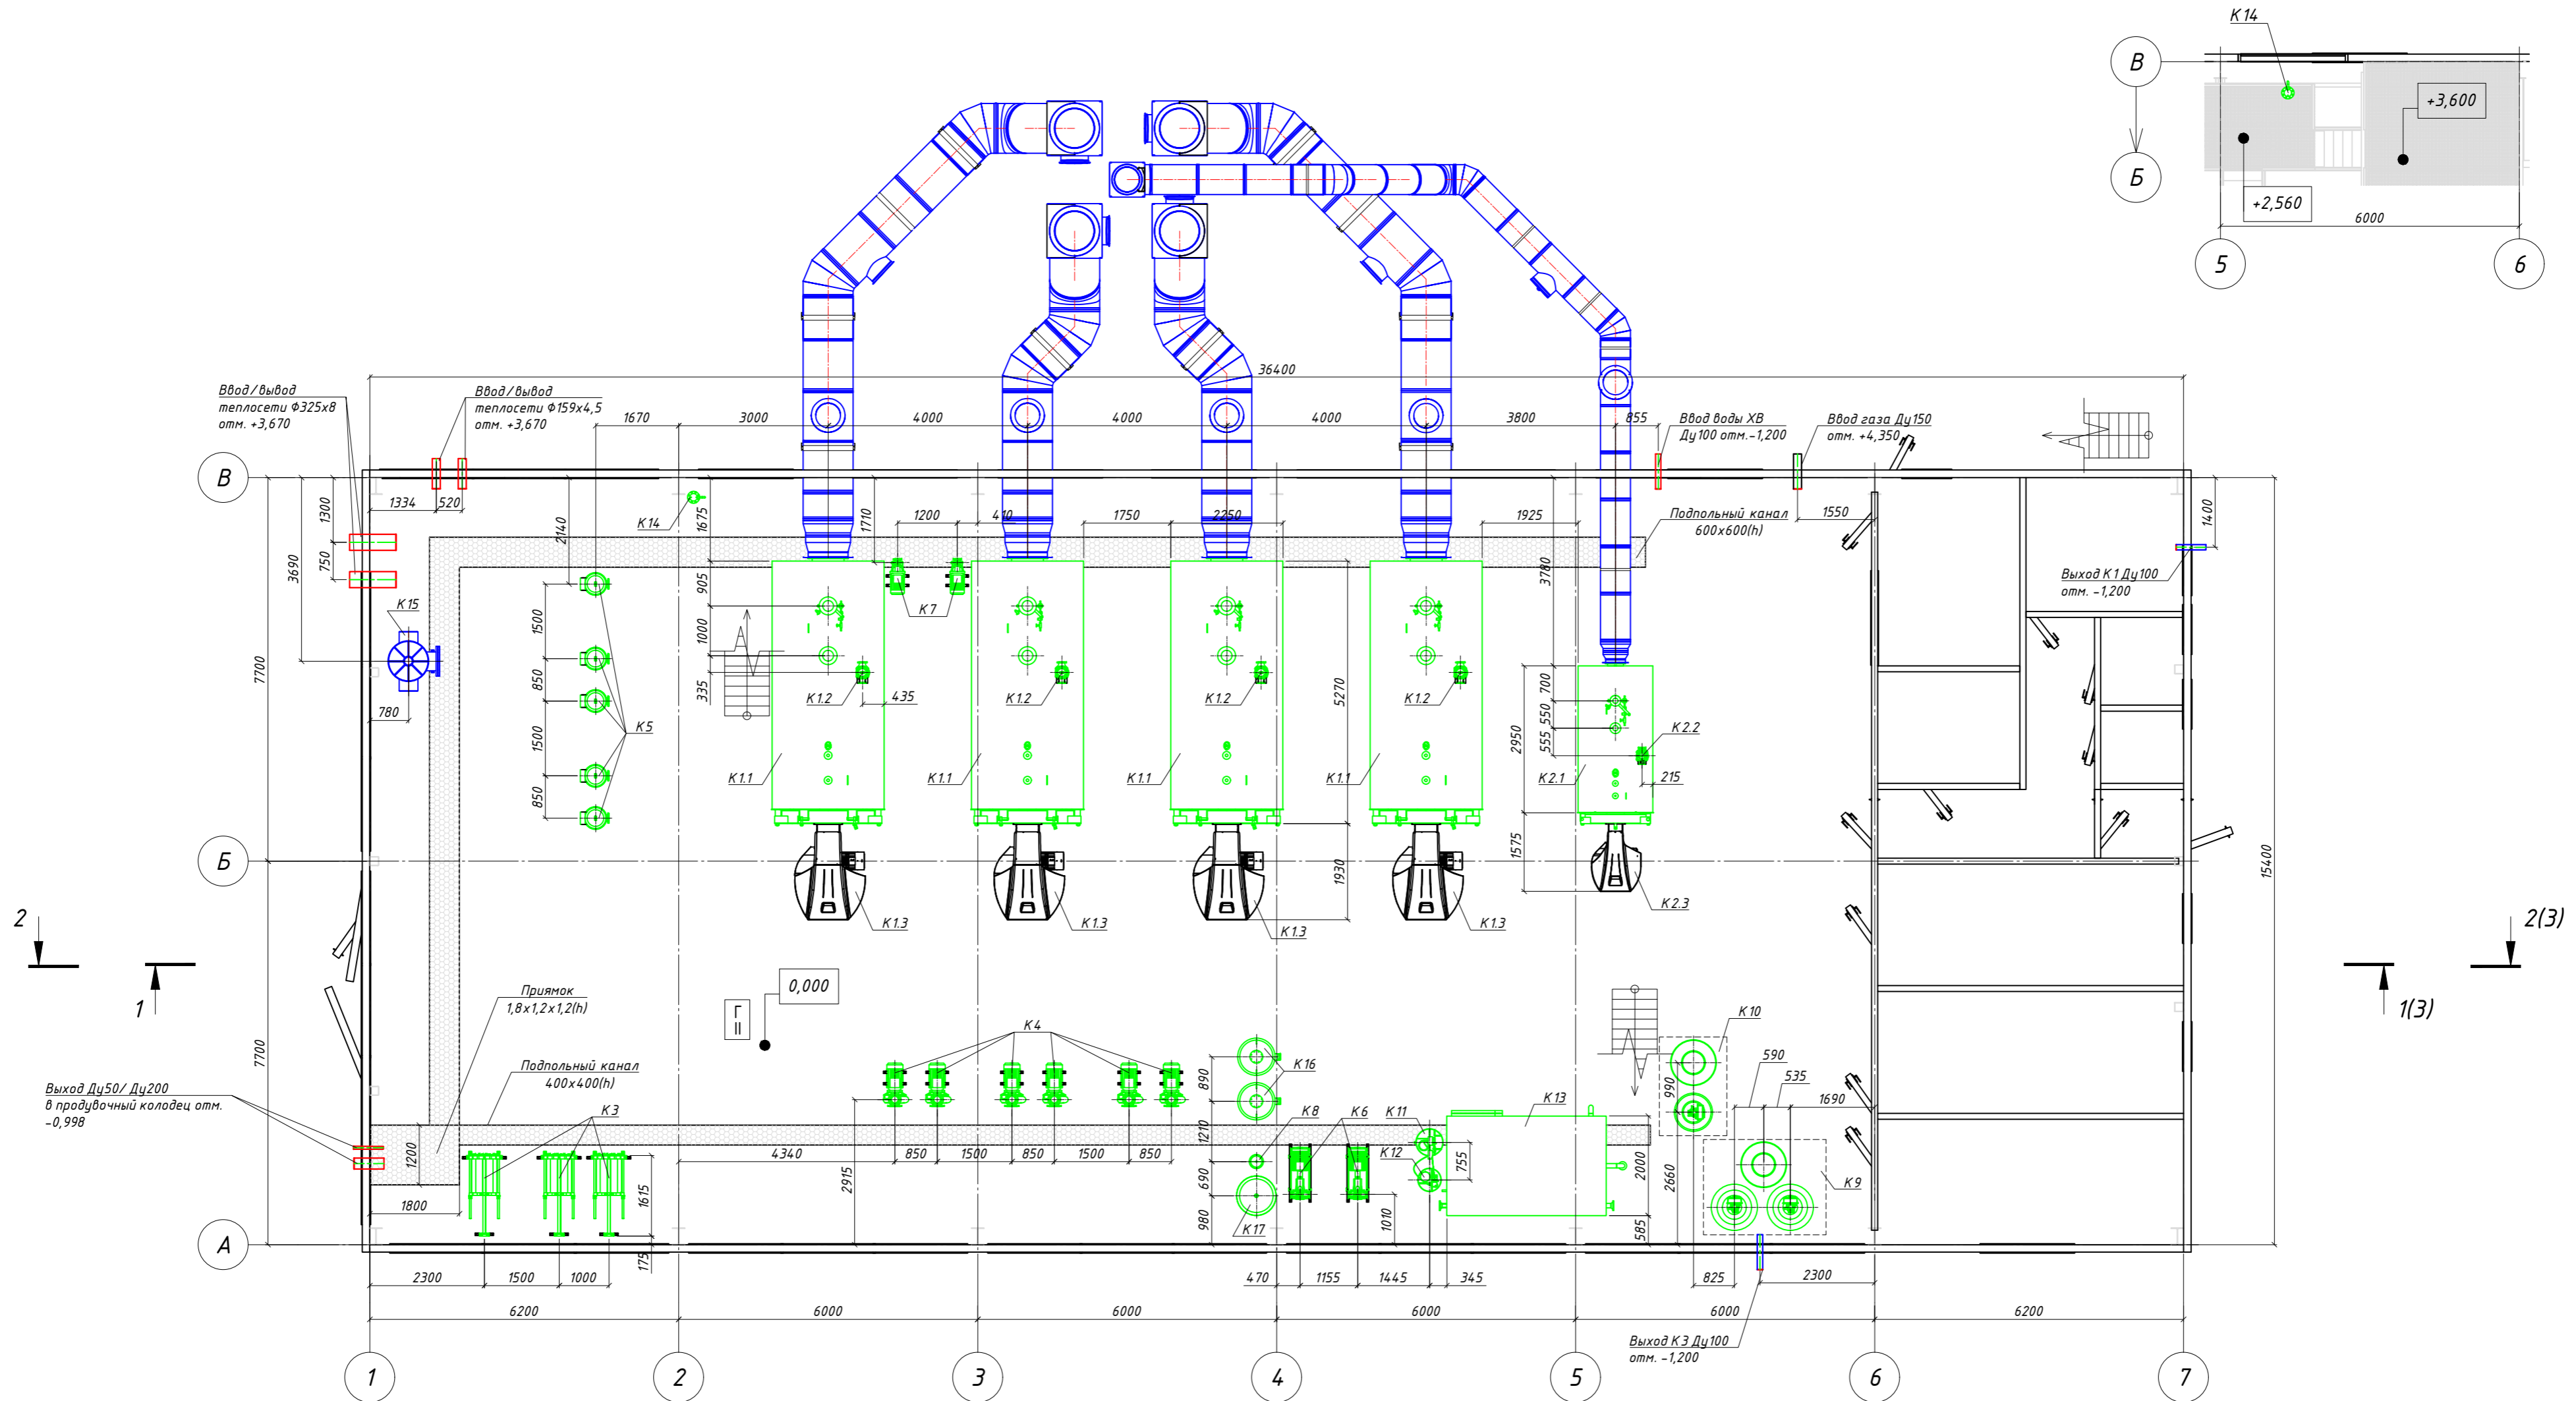 К14
В
Б
+3,600
+2,560
6000
5
6
36400
Ввод/вывод
теплосети Ф325х8
отм. +3,670
Ввод/вывод
теплосети Ф159х4,5
отм. +3,670
1670
3000
4000
4000
4000
3800
855
Ввод воды ХВ
Ду100 отм.-1,200
Ввод газа Ду150
отм. +4,350
В
1334
520
1300
750
3690
2140
К14
1675
1710
1200
410
1750
2250
1925
3780
Подпольный канал
600х600(h)
1550
1400
Выход К1 Ду100
отм. -1,200
К15
780
7700
1500
850
1500
850
К5
905
1000
335
К7
К1.2
435
К1.2
К1.2
К1.2
5270
2950
700
550
555
К2.2
215
К1.1
К1.1
К1.1
К1.1
К2.1
Б
1930
1575
К1.3
К1.3
К1.3
К1.3
К2.3
15400
2
1
2(3)
1(3)
0,000
Г
II
Приямок
1,8х1,2х1,2(h)
7700
Подпольный канал
400х400(h)
Выход Ду50/ Ду200
в продувочный колодец отм.
-0,998
К3
К4
К16
К8
К6
К11
К12
К13
К10
590
535
1690
990
2660
К9
890
1210
690
980
К17
755
2000
585
1010
1200
1800
4340
850
1500
850
1500
850
2915
1615
175
А
2300
1500
1000
470
1155
1445
345
825
2300
6200
6000
6000
6000
6000
6200
Выход К3 Ду100
отм. -1,200
1
2
3
4
5
6
7